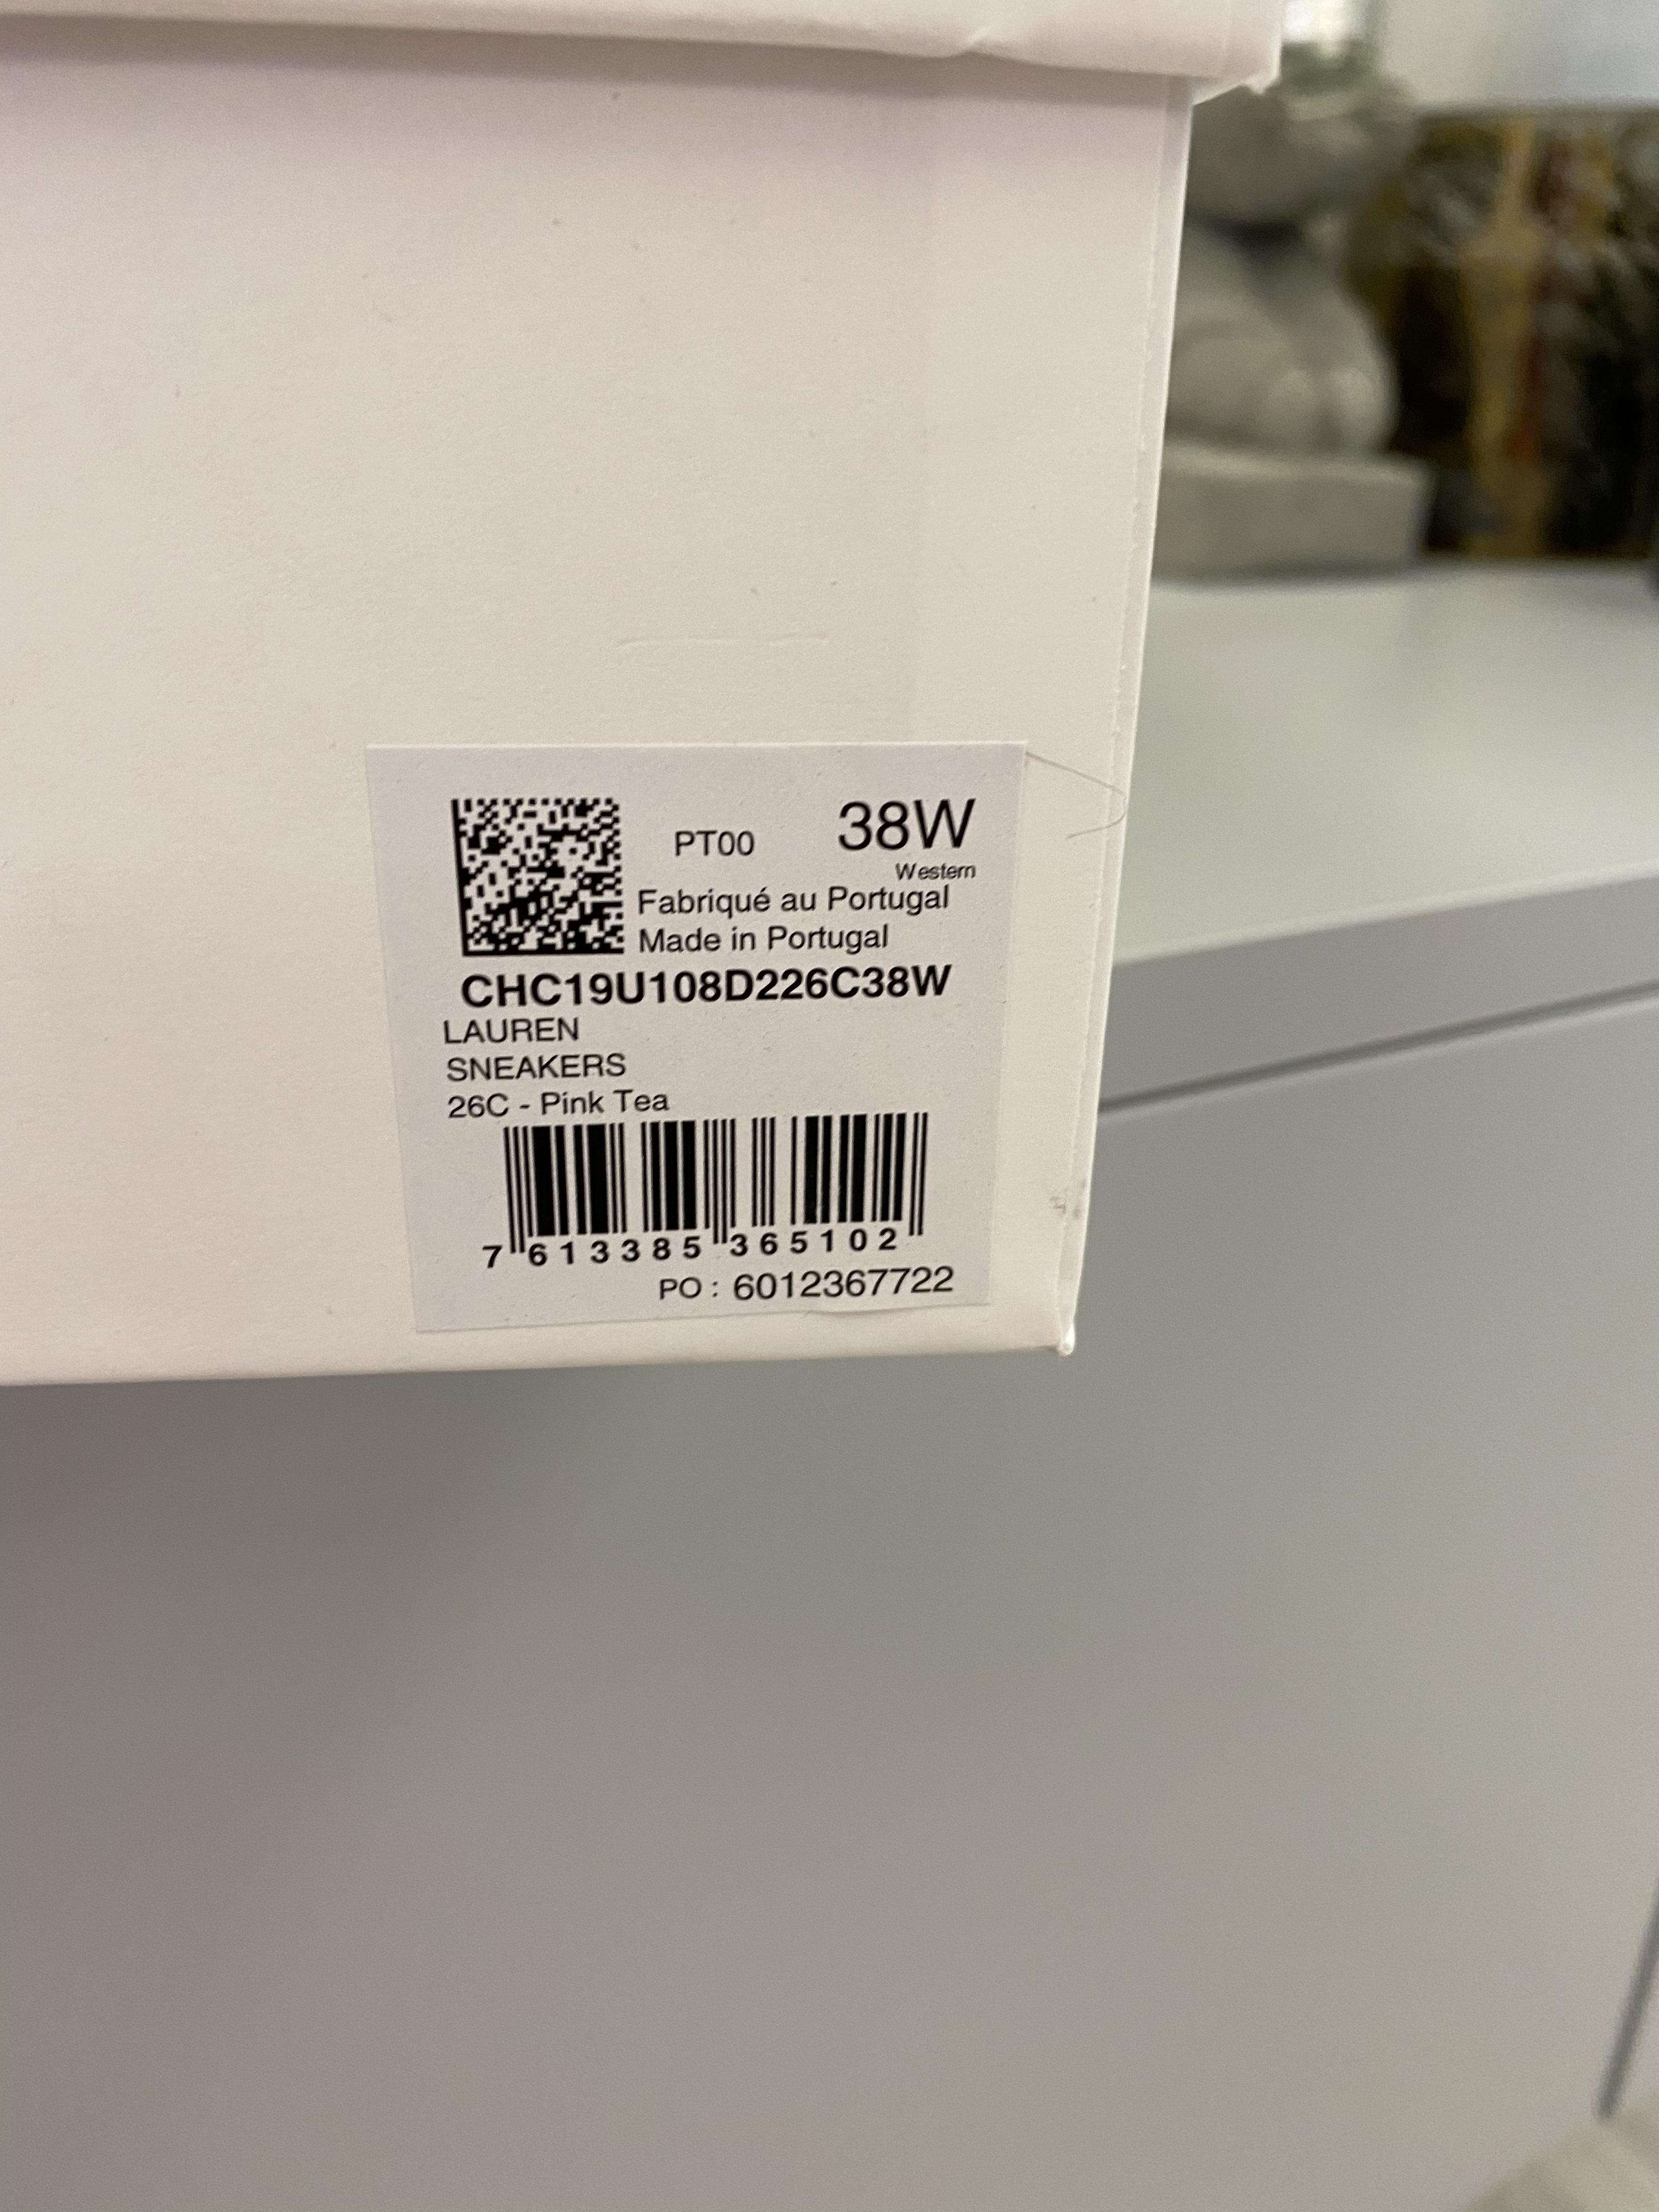 PT00 38W
Western
Fabriqué au Portugal
Made in Portugal
CHC19U108D226C38W
LAUREN
SNEAKERS
26C - Pink Tea
7 613385 365102
PO : 6012367722